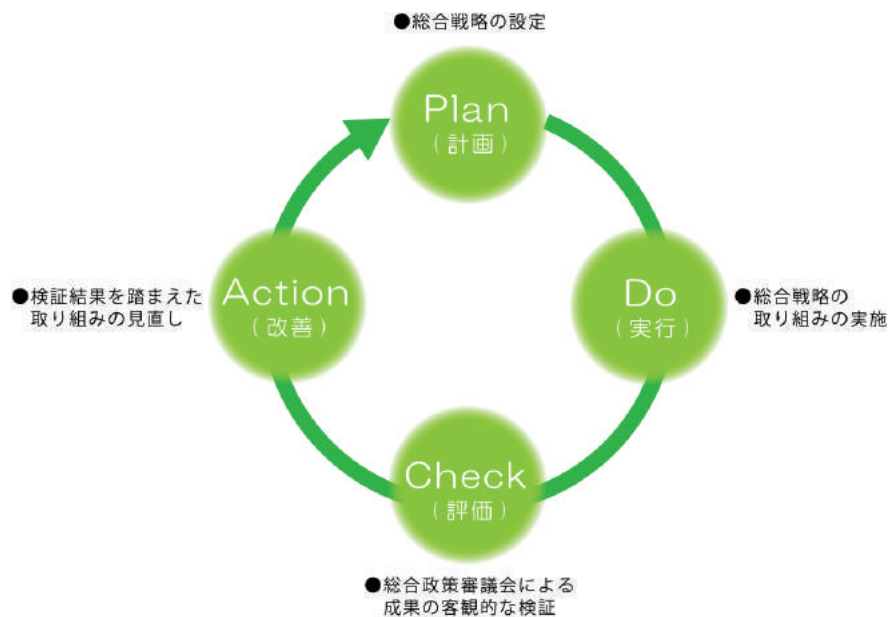 ●総合戦略の設定
Plan
(計画)
Do
(実行)
●総合戦略の
取り組みの実施
Check
(評価)
●総合政策審議会による
成果の客観的な検証
Action
(改善)
●検証結果を踏まえた
取り組みの見直し